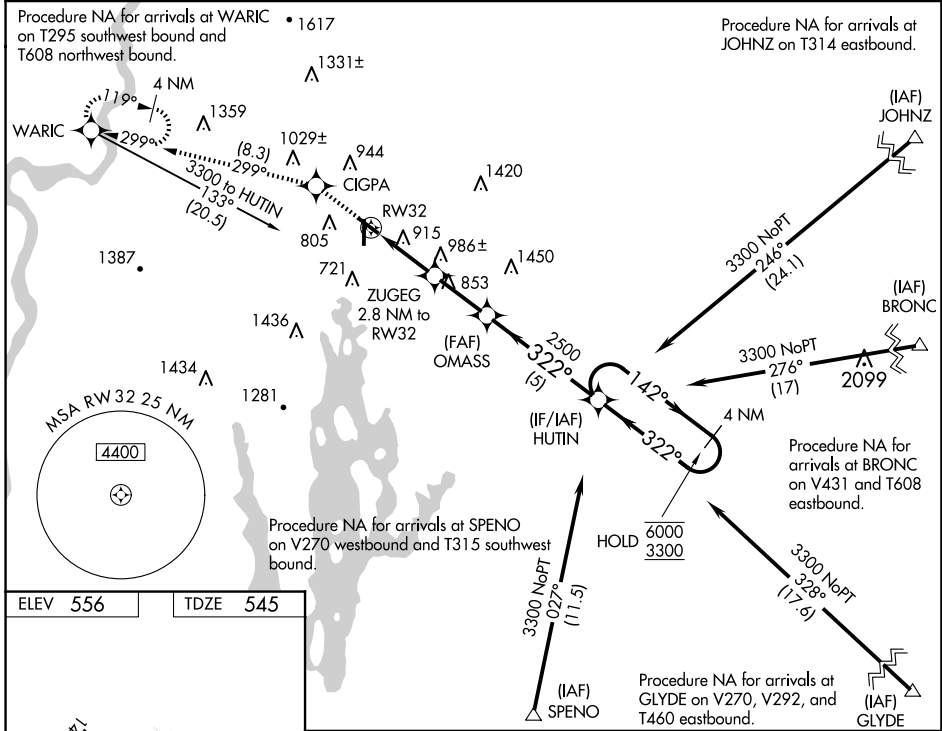 Procedure NA for arrivals at WARIC
on T295 southwest bound and
T608 northwest bound.
1617
Procedure NA for arrivals at
JOHNZ on T314 eastbound.
1331±
4 NM
119°
1359
(IAF)
JOHNZ
WARIC
299°
(8.3)
299°
1029±
944
3300 to HUTIN
133°
(20.5)
CIGPA
1420
RW32
805
915
986±
1450
3300 NoPT
246°
(24.1)
1387
721
853
ZUGEG
2.8 NM to
RW32
(IAF)
BRONC
1436
(FAF)
OMASS
2500
322°
(5)
3300 NoPT
276°
(17)
2099
1434
1281
142°
4 NM
MSA RW32 25 NM
(IF/IAF)
HUTIN
322°
4400
Procedure NA for
arrivals at BRONC
on V431 and T608
eastbound.
Procedure NA for arrivals at SPENO
on V270 westbound and T315 southwest
bound.
HOLD
6000
3300
3300 NoPT
027°
(11.5)
3300 NoPT
328°
(17.6)
ELEV 556
TDZE 545
(IAF)
SPENO
Procedure NA for arrivals at
GLYDE on V270, V292, and
T460 eastbound.
(IAF)
GLYDE